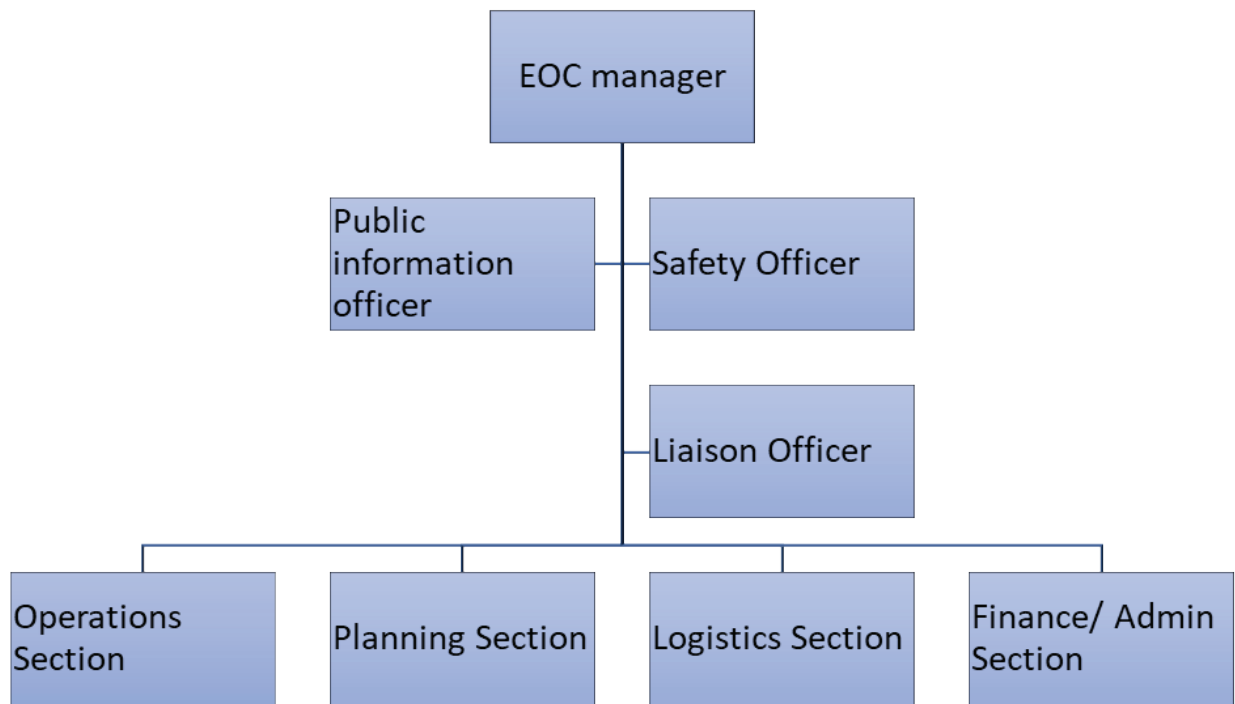 EOC manager
Public
information
officer
Safety Officer
Liaison Officer
Operations
Section
Planning Section
Logistics Section
Finance/ Admin
Section